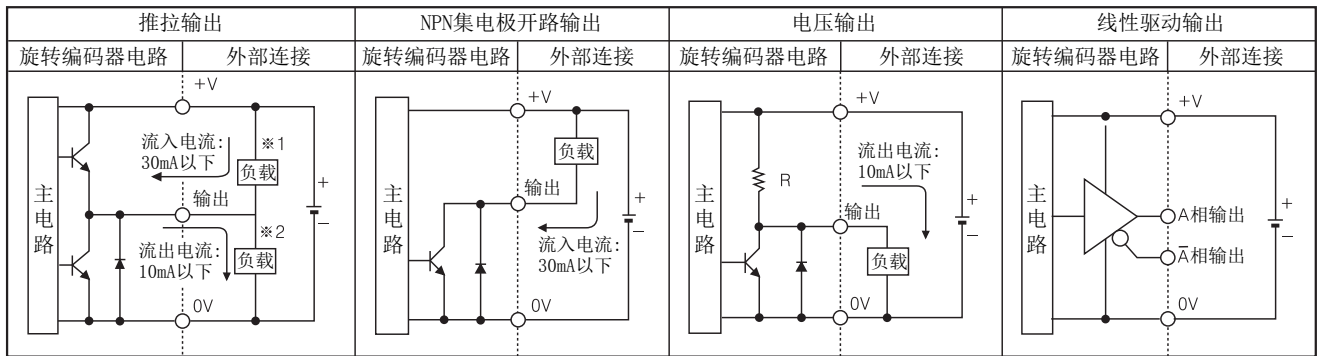 推拉输出
NPN集电极开路输出
电压输出
线性驱动输出
旋转编码器电路
外部连接
旋转编码器电路
外部连接
旋转编码器电路
外部连接
旋转编码器电路
外部连接
+V
流入电流:
30mA以下
※1
负载
主电路
输出
+
−
※2
流出电流:
10mA以下
负载
0V
+V
负载
主电路
输出
+
−
流入电流:
30mA以下
0V
+V
流出电流:
10mA以下
R
主电路
输出
+
−
负载
0V
+V
主电路
A相输出
+
−
A̅相输出
0V